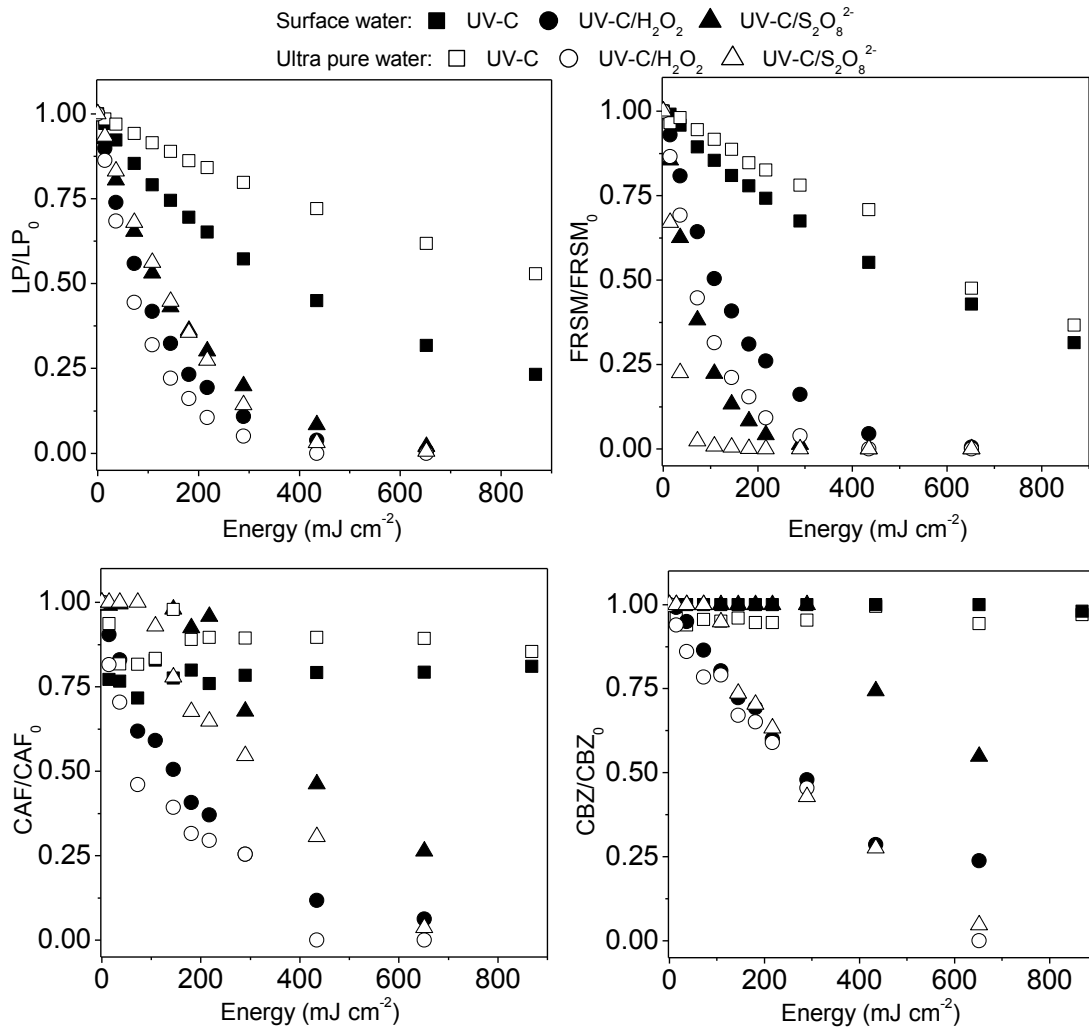 Surface water: ■ UV-C ● UV-C/H₂O₂ ▲ UV-C/S₂O₈²⁻
Ultra pure water: □ UV-C ○ UV-C/H₂O₂ △ UV-C/S₂O₈²⁻
LP/LP₀
1.00
0.75
0.50
0.25
0.00
0 200 400 600 800
Energy (mJ cm⁻²)
FRSM/FRSM₀
1.00
0.75
0.50
0.25
0.00
0 200 400 600 800
Energy (mJ cm⁻²)
CAF/CAF₀
1.00
0.75
0.50
0.25
0.00
0 200 400 600 800
Energy (mJ cm⁻²)
CBZ/CBZ₀
1.00
0.75
0.50
0.25
0.00
0 200 400 600 800
Energy (mJ cm⁻²)